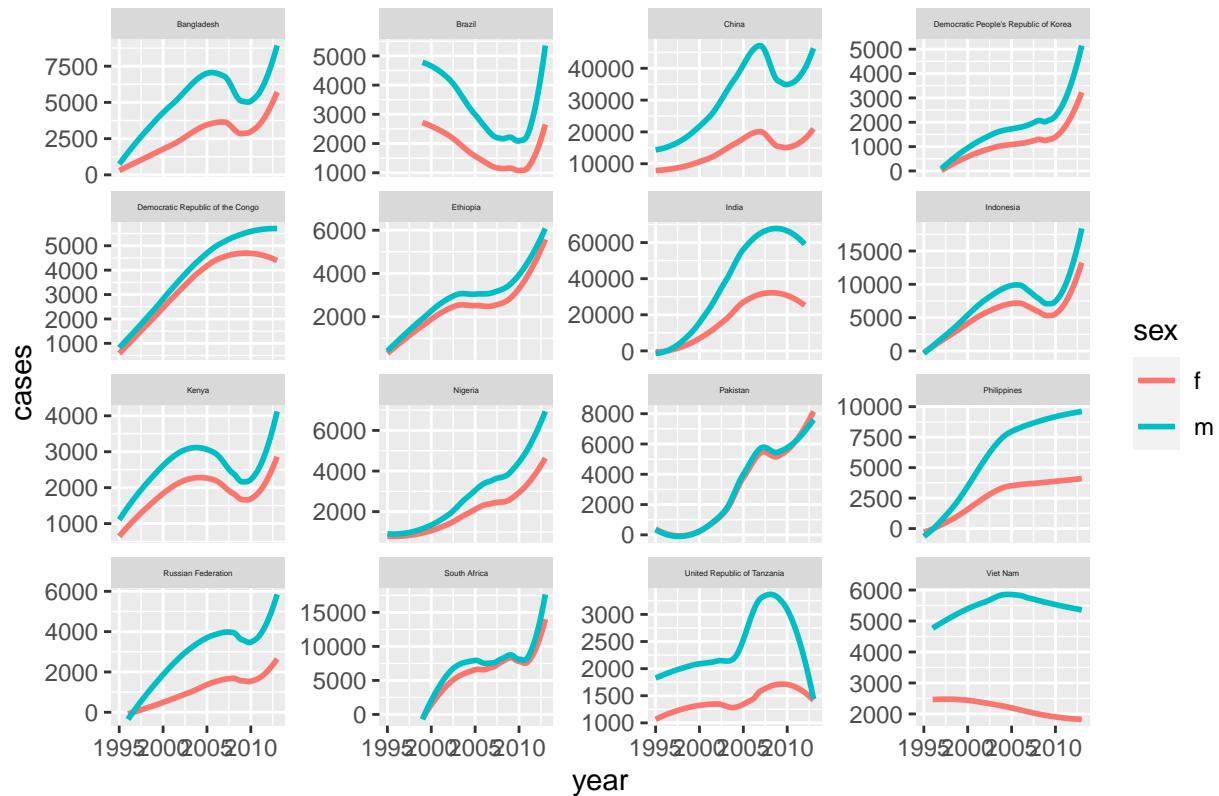 Bangladesh
Brazil
China
Democratic People's Republic of Korea
7500
5000
2500
0
5000
4000
3000
2000
1000
40000
30000
20000
10000
5000
4000
3000
2000
1000
0
Democratic Republic of the Congo
Ethiopia
India
Indonesia
5000
4000
3000
2000
1000
6000
4000
2000
60000
40000
20000
0
15000
10000
5000
0
Kenya
Nigeria
Pakistan
Philippines
4000
3000
2000
1000
6000
4000
2000
8000
6000
4000
2000
0
10000
7500
5000
2500
0
Russian Federation
South Africa
United Republic of Tanzania
Viet Nam
6000
4000
2000
0
15000
10000
5000
0
3000
2500
2000
1500
1000
6000
5000
4000
3000
2000
1995 2000 2005 2010
1995 2000 2005 2010
1995 2000 2005 2010
1995 2000 2005 2010
year
cases
sex
f
m